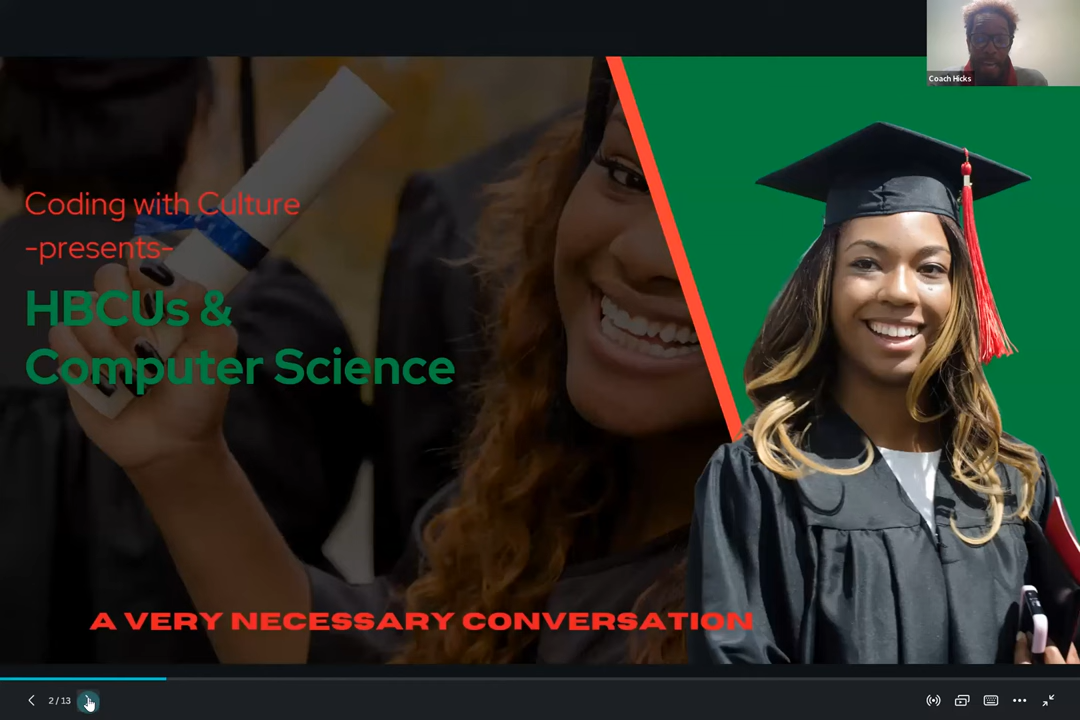 Coach Hicks
Coding with Culture
-presents-
HBCUs &
Computer Science
A VERY NECESSARY CONVERSATION
2 / 13